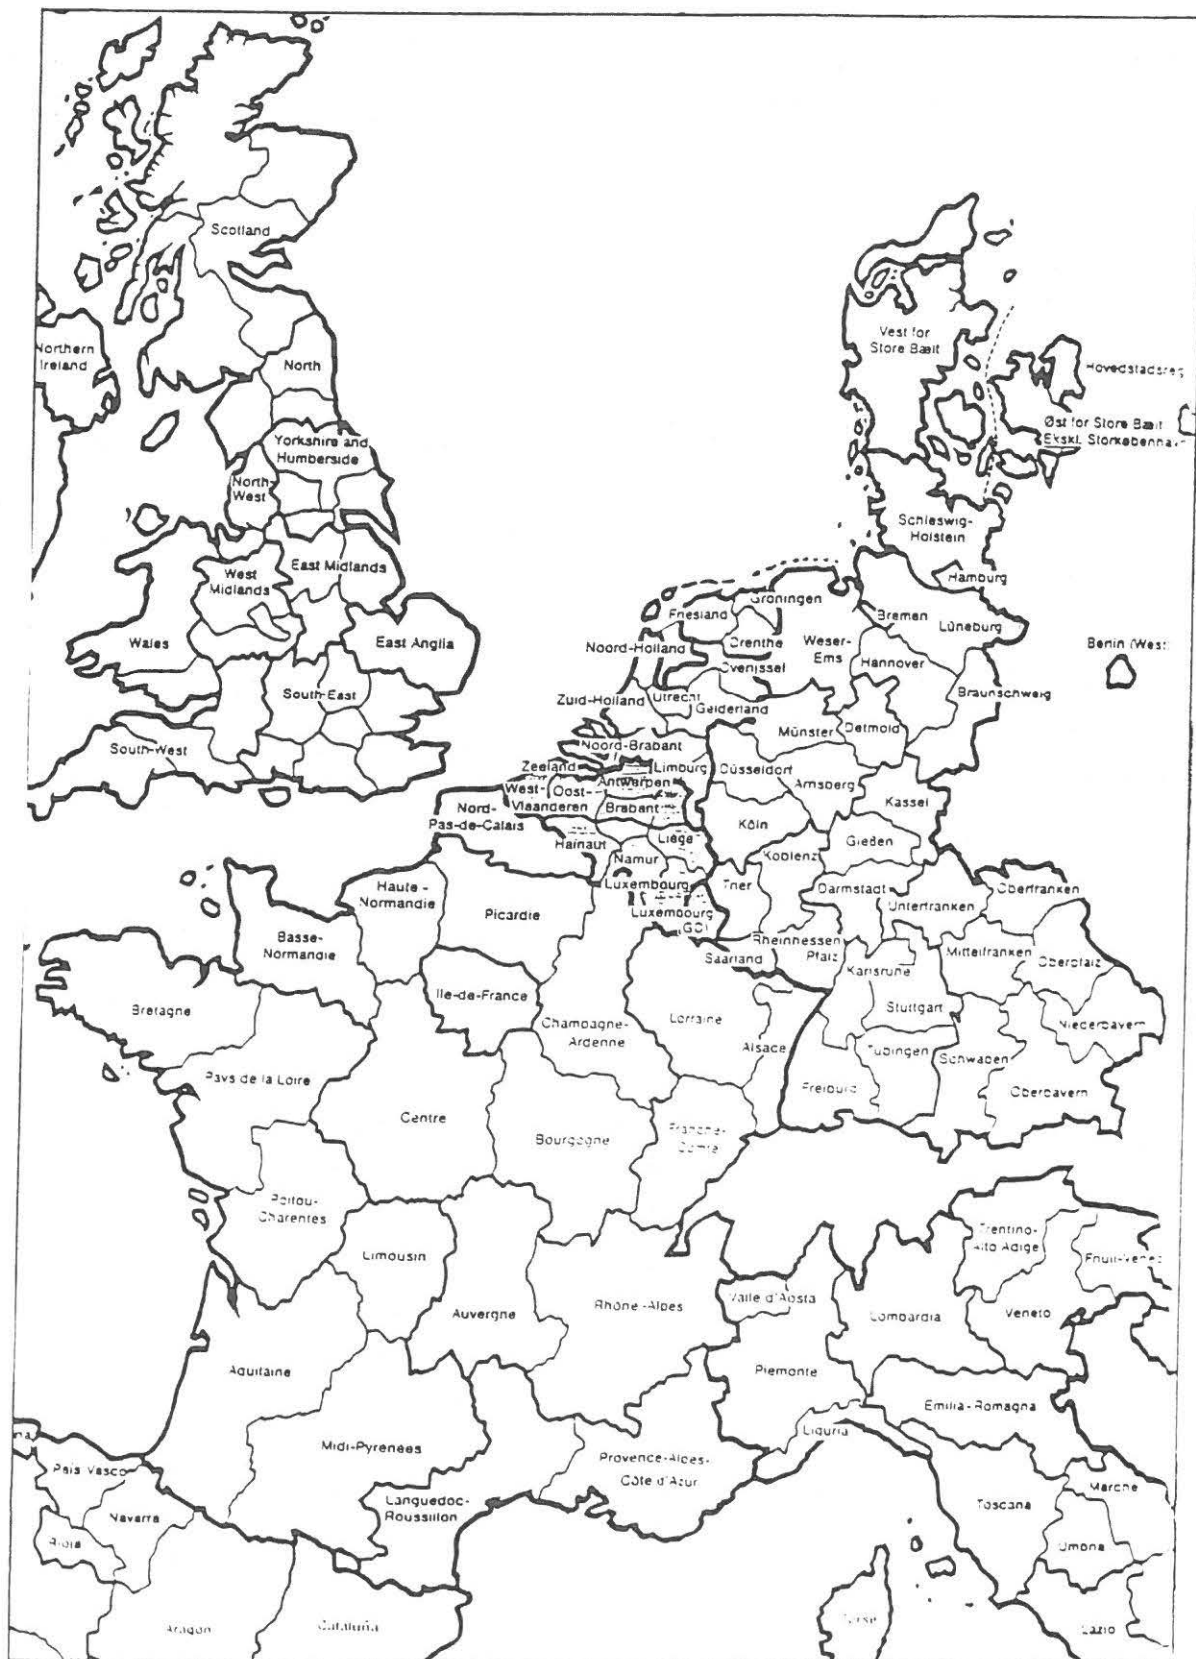 Scotland
Northern
Ireland
North
Vest for
Store Bælt
Hovedstadsreg
Øst for Store Bælt
Ekskl. Storkøbenhavn
Yorkshire and
Humberside
North-
West
Schleswig-
Holstein
East Midlands
West
Midlands
Hamburg
Groningen
Friesland
Bremen
Lüneburg
Wales
East Anglia
Noord-Holland
Drenthe
Weser-
Ems
Hannover
Overijssel
South-East
Zuid-Holland
Utrecht
Gelderland
Braunschweig
Münster
Detmold
South-West
Noord-Brabant
Zeeland
Limburg
Düsseldorf
Antwerpen
Arnsberg
West-
Vlaanderen
Oost-
Brabant
Kassel
Nord-
Pas-de-Calais
Köln
Hainaut
Liège
Gießen
Namur
Koblenz
Haute-
Normandie
Luxembourg
Trier
Darmstadt
Oberfranken
Unterfranken
Picardie
Luxembourg
(GD)
Basse-
Normandie
Rheinhessen
Pfalz
Saarland
Mittelfranken
Oberpfalz
Karlsruhe
Ile-de-France
Bretagne
Stuttgart
Lorraine
Champagne-
Ardenne
Niederbayern
Alsace
Tübingen
Schwaben
Pays de la Loire
Freiburg
Oberbayern
Centre
Bourgogne
Franche-
Comté
Poitou-
Charentes
Trentino-
Alto Adige
Limousin
Valle d'Aosta
Auvergne
Rhône-Alpes
Lombardia
Veneto
Aquitaine
Piemonte
Emilia-Romagna
Liguria
Midi-Pyrénées
Provence-Alpes-
Côte d'Azur
País Vasco
Languedoc-
Roussillon
Toscana
Marche
Navarra
Rioja
Umbria
Aragón
Cataluña
Lazio